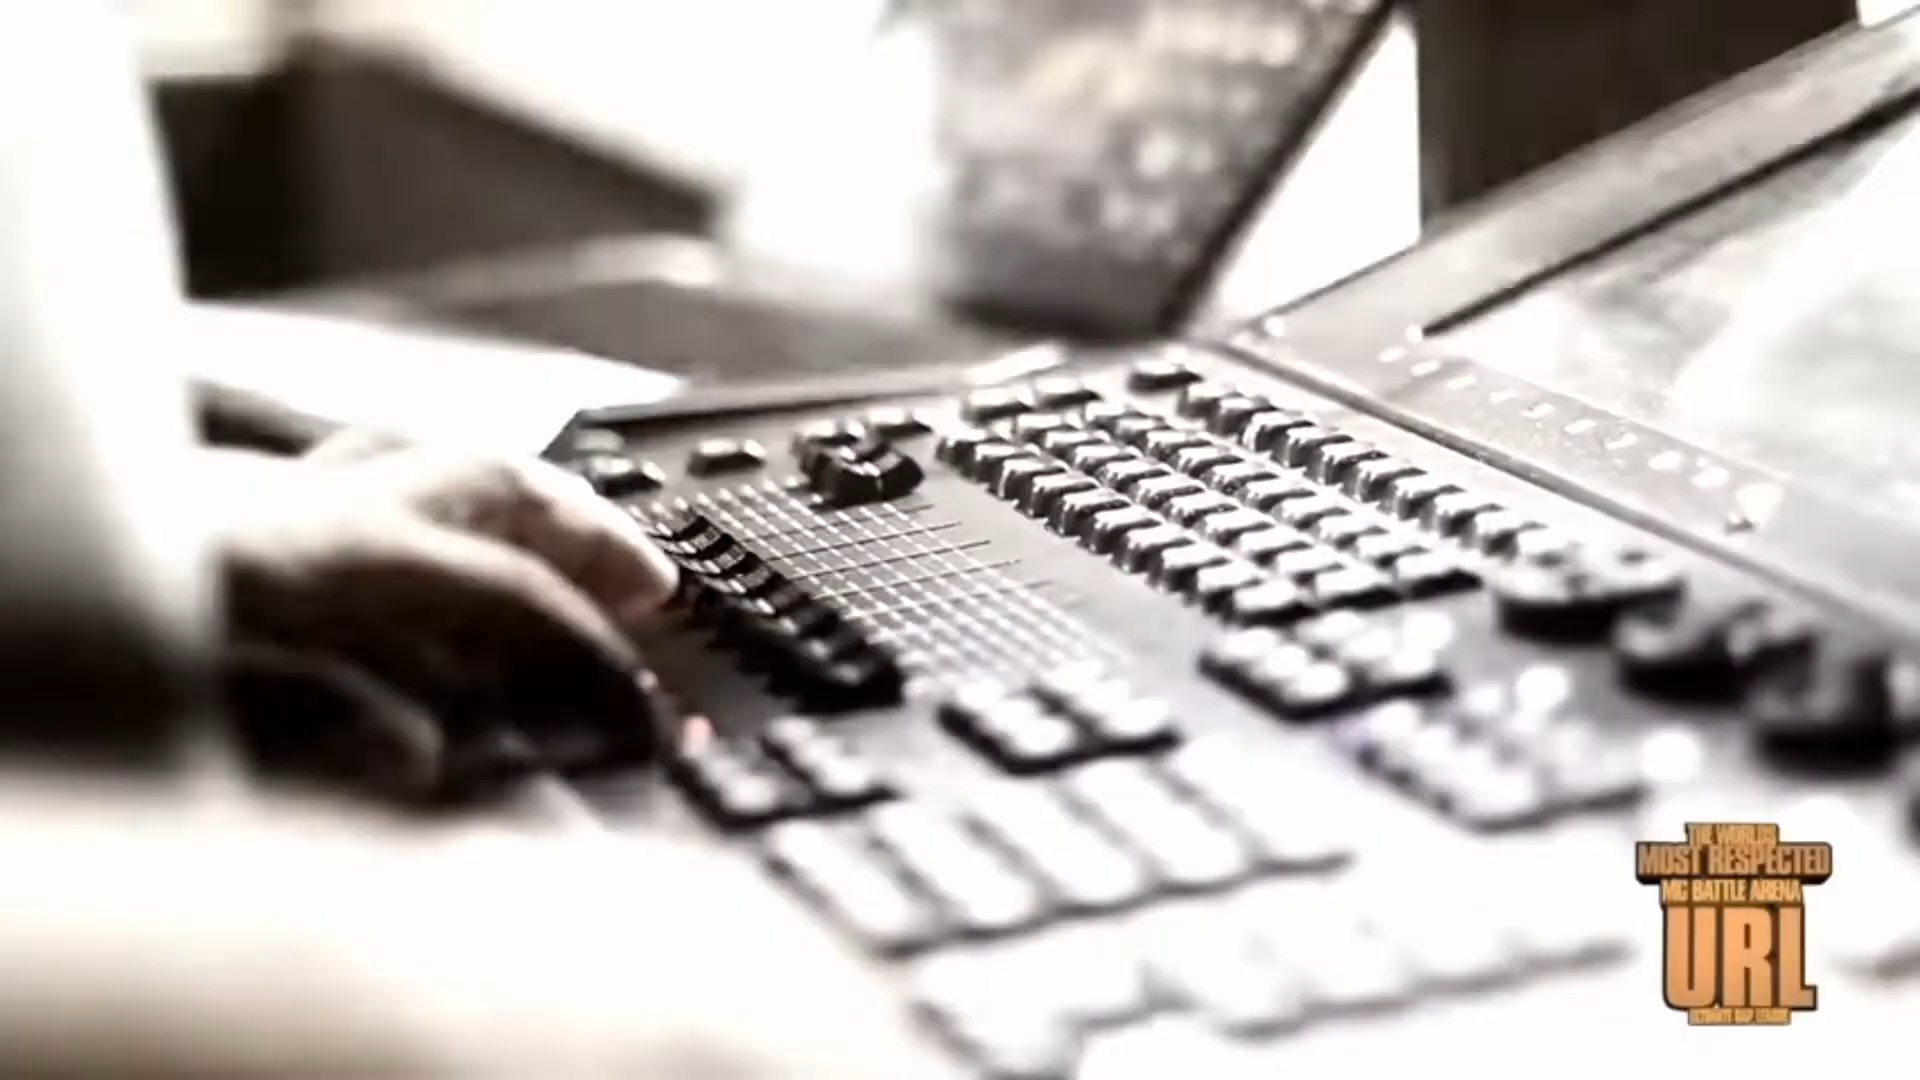 THE WORLDS
MOST RESPECTED
MC BATTLE ARENA
URL
ULTIMATE RAP LEAGUE